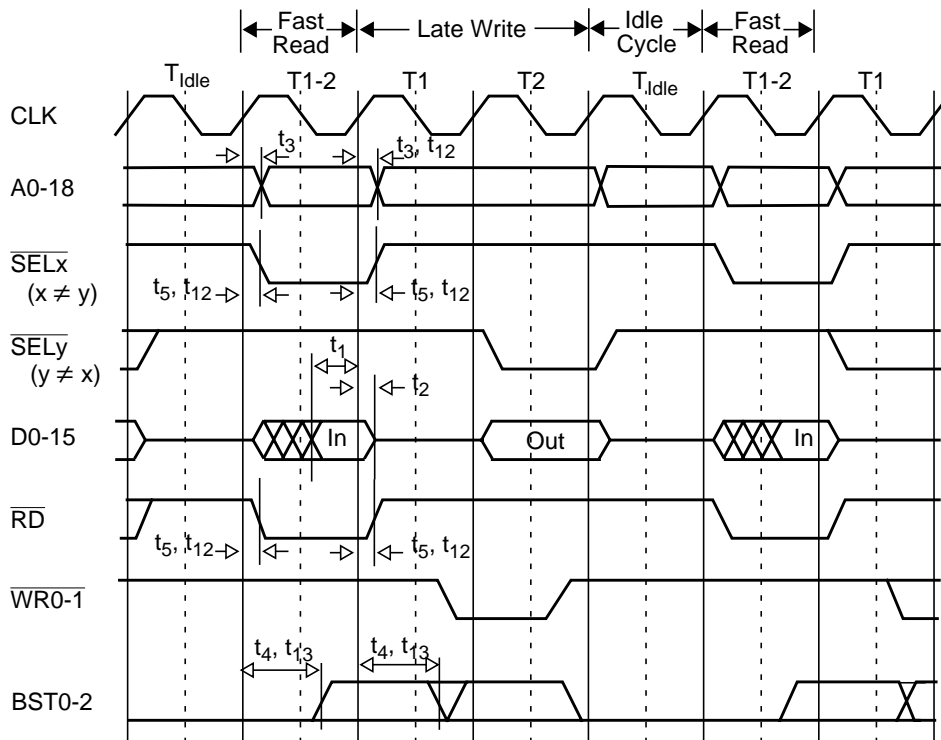 Fast Read
Late Write
Idle Cycle
Fast Read
TIdle
T1-2
T1
T2
TIdle
T1-2
T1
CLK
t3
t3, t12
A0-18
SELx
(x ≠ y)
t5, t12
t5, t12
SELy
(y ≠ x)
t1
t2
D0-15
In
Out
In
RD
t5, t12
t5, t12
WR0-1
t4, t13
t4, t13
BST0-2